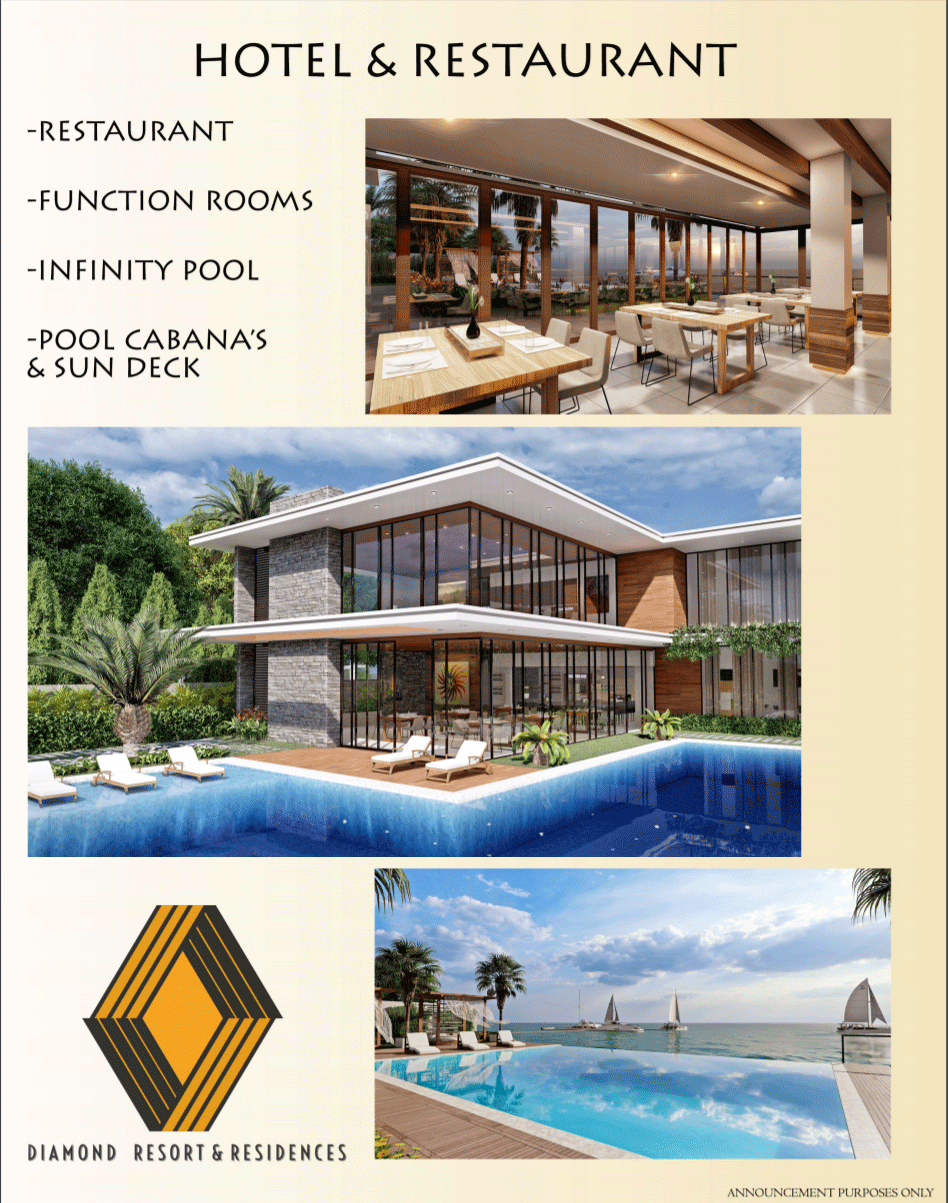 HOTEL & RESTAURANT
-RESTAURANT
-FUNCTION ROOMS
-INFINITY POOL
-POOL CABANA'S
& SUN DECK
DIAMOND RESORT & RESIDENCES
ANNOUNCEMENT PURPOSES ONLY